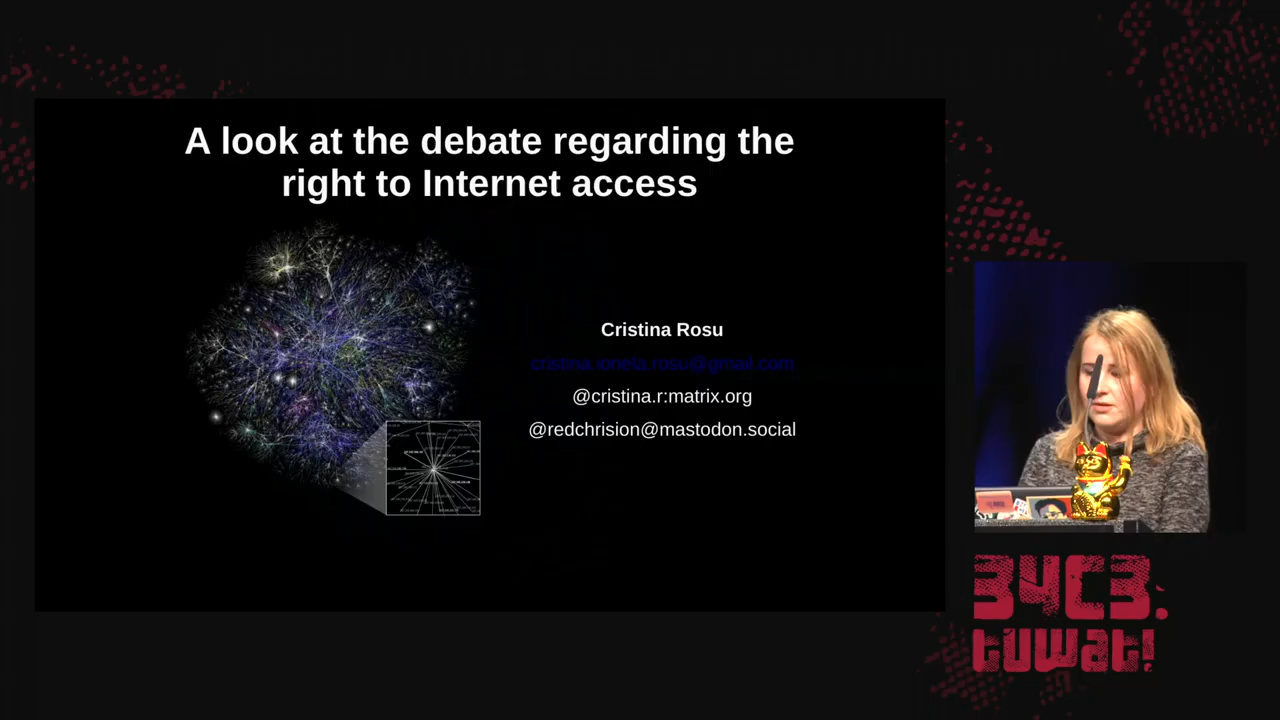 A look at the debate regarding the
right to Internet access
Cristina Rosu
cristina.ionela.rosu@gmail.com
@cristina.r:matrix.org
@redchrision@mastodon.social
34C3.
tuwat!